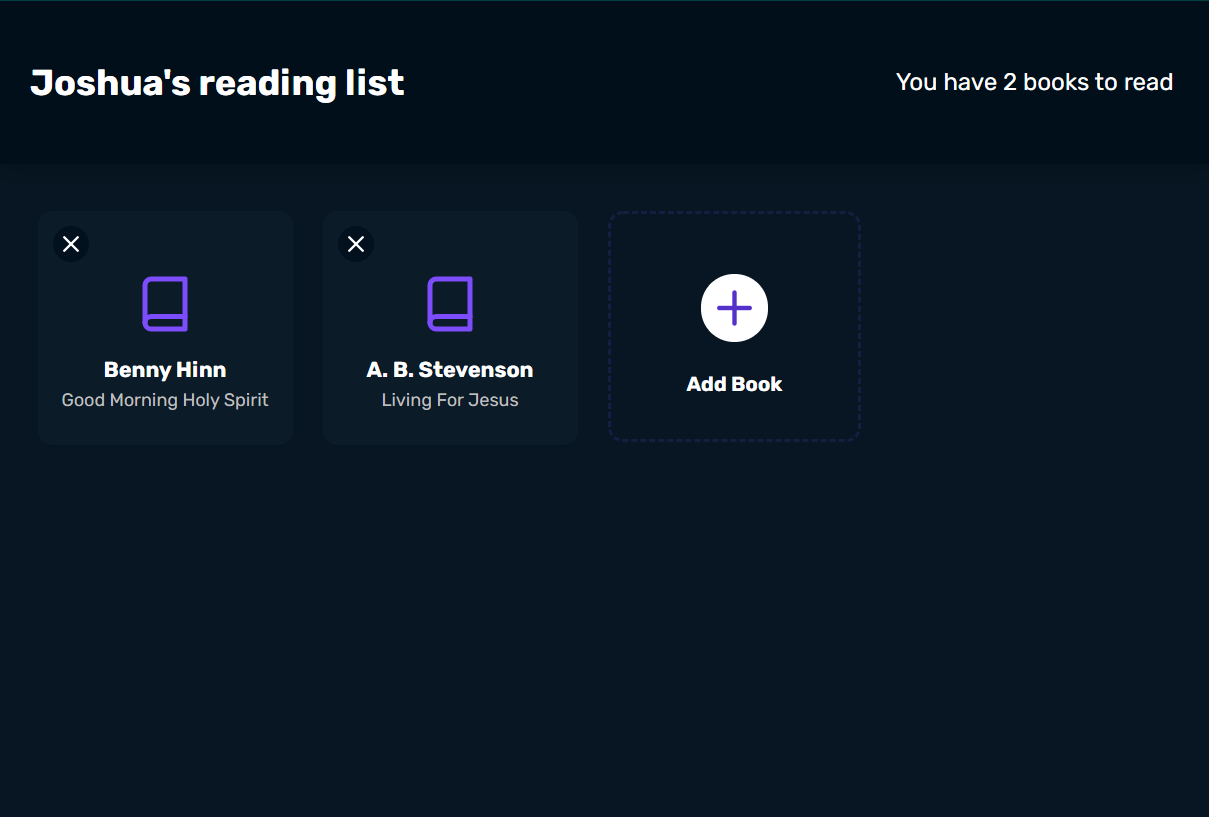 Joshua's reading list
You have 2 books to read
Benny Hinn
Good Morning Holy Spirit
A. B. Stevenson
Living For Jesus
Add Book